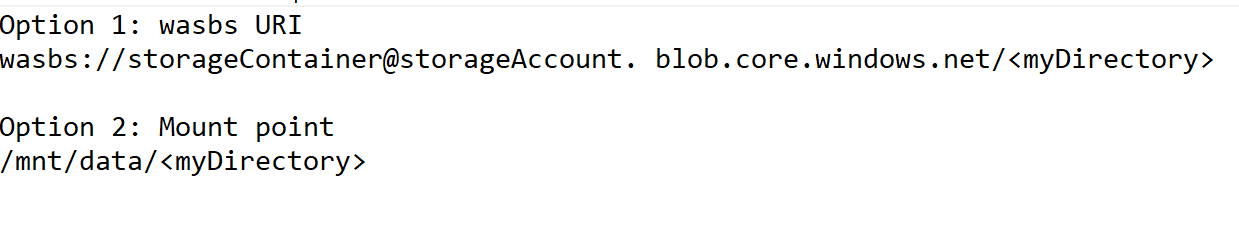 Option 1: wasbs URI
wasbs://storageContainer@storageAccount. blob.core.windows.net/<myDirectory>
Option 2: Mount point
/mnt/data/<myDirectory>